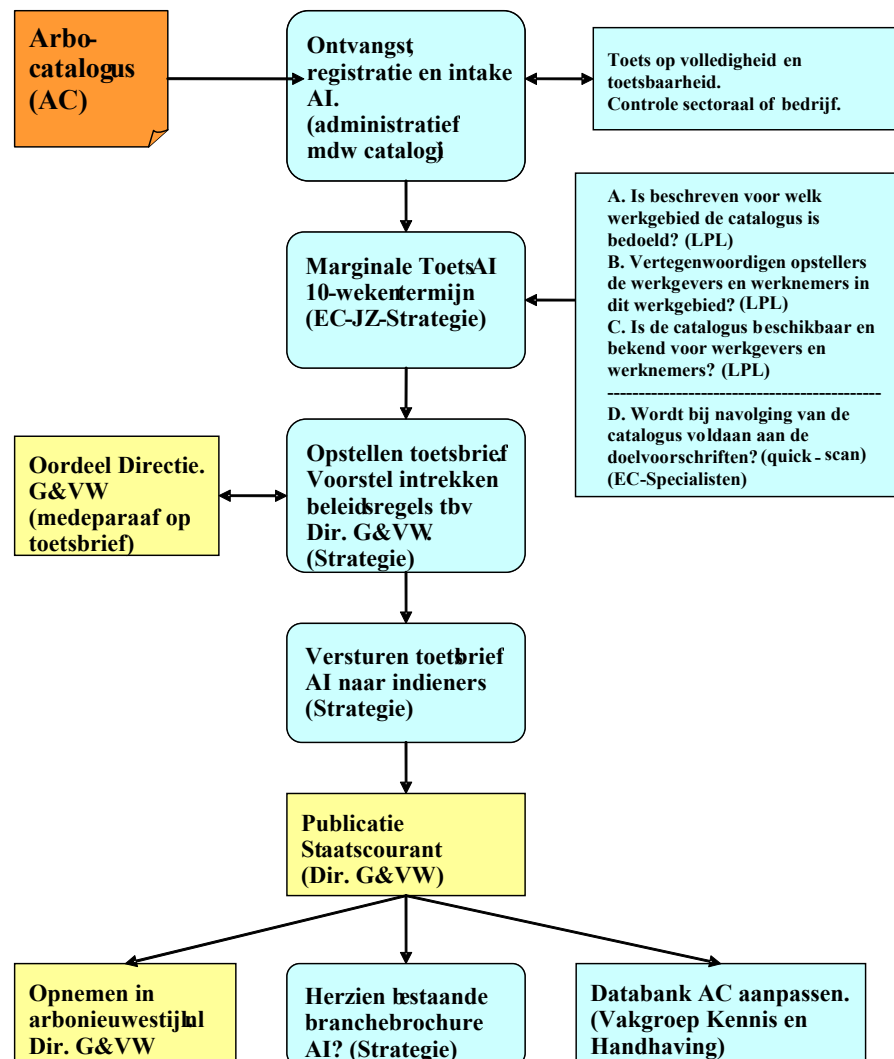 Arbo-
catalogus
(AC)
Ontvangst,
registratie en intake
AI.
(administratief
mdw catalogi)
Toets op volledigheid en
toetsbaarheid.
Controle sectoraal of bedrijf.
Marginale Toets AI
10-wekentermijn
(EC-JZ-Strategie)
A. Is beschreven voor welk
werkgebied de catalogus is
bedoeld? (LPL)
B. Vertegenwoordigen opstellers
de werkgevers en werknemers in
dit werkgebied? (LPL)
C. Is de catalogus beschikbaar en
bekend voor werkgevers en
werknemers? (LPL)
--------------------------------------------
D. Wordt bij navolging van de
catalogus voldaan aan de
doelvoorschriften? (quick - scan)
(EC-Specialisten)
Oordeel Directie.
G&VW
(medeparaaf op
toetsbrief)
Opstellen toetsbrief.
Voorstel intrekken
beleidsregels tbv
Dir. G&VW.
(Strategie)
Versturen toetsbrief
AI naar indieners
(Strategie)
Publicatie
Staatscourant
(Dir. G&VW)
Opnemen in
arbonieuwestijl.nl
Dir. G&VW
Herzien bestaande
branchebrochure
AI? (Strategie)
Databank AC aanpassen.
(Vakgroep Kennis en
Handhaving)